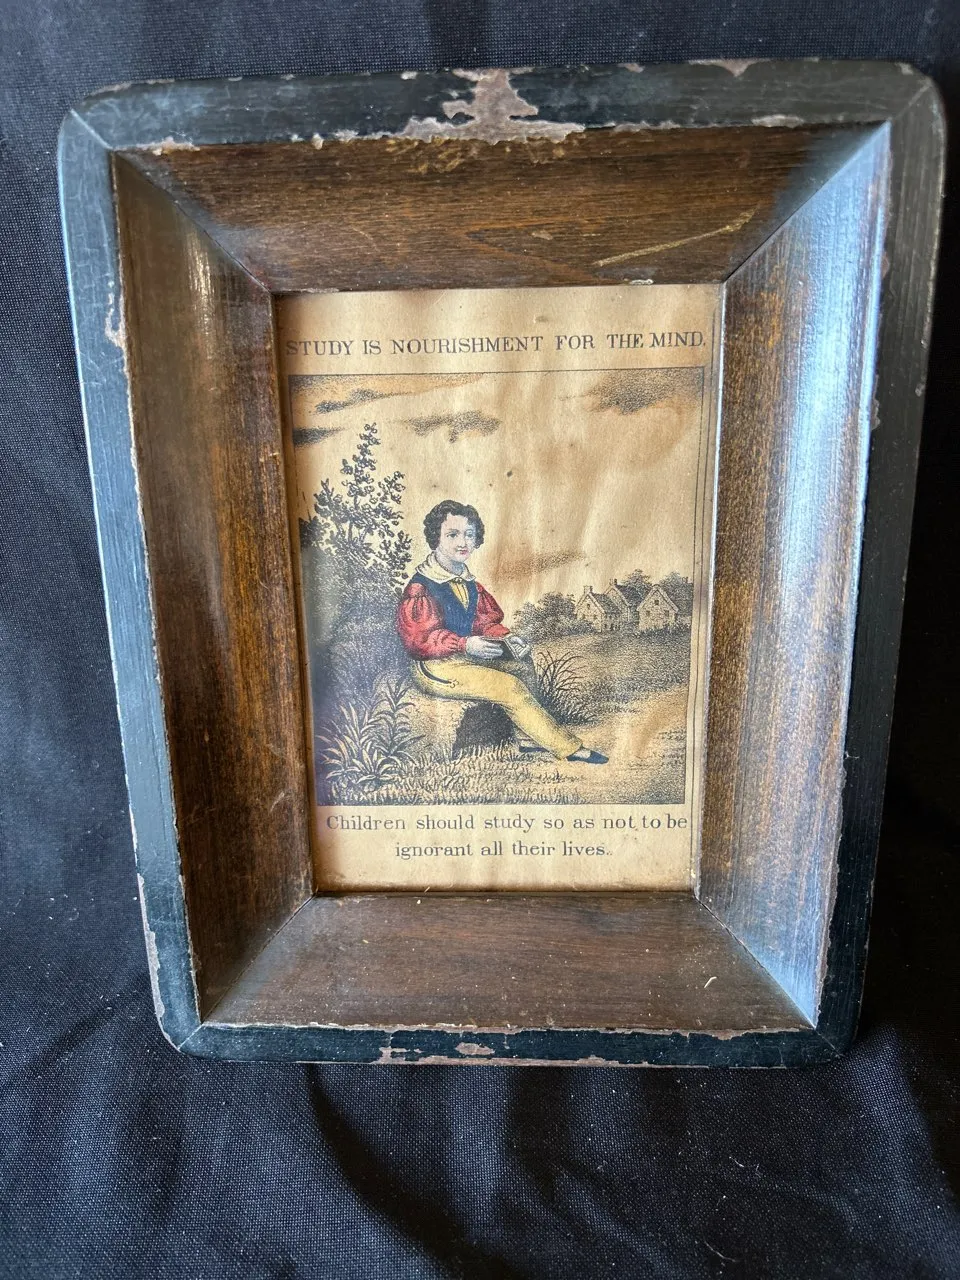 STUDY IS NOURISHMENT FOR THE MIND.
Children should study so as not to be
ignorant all their lives.